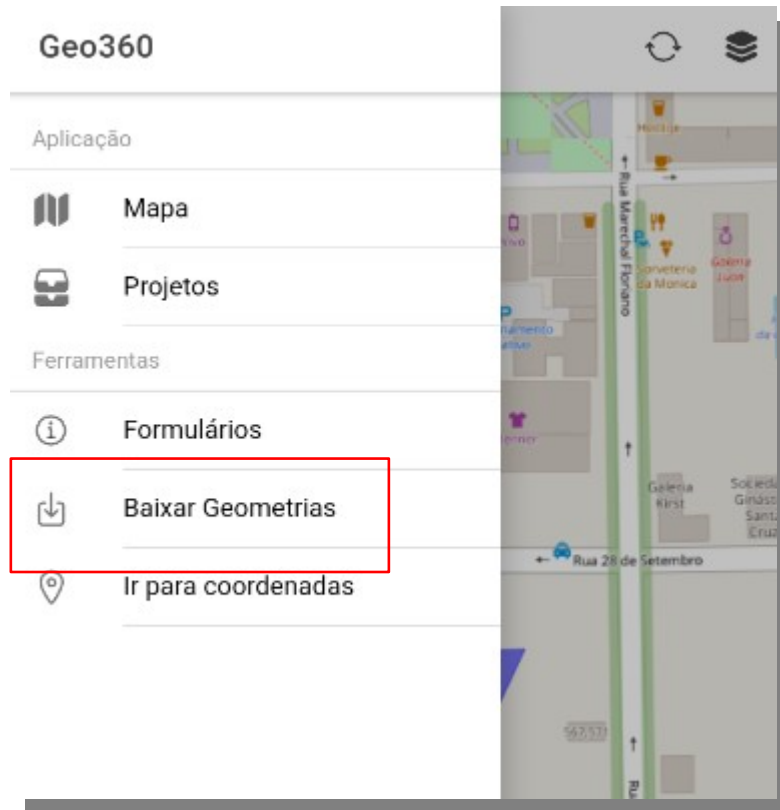 Geo360
Aplicação
Mapa
Projetos
Ferramentas
Formulários
Baixar Geometrias
Ir para coordenadas
Rua Marechal Floriano
Sorveteria
da Monica
Galeria
Kirst
Rua 28 de Setembro